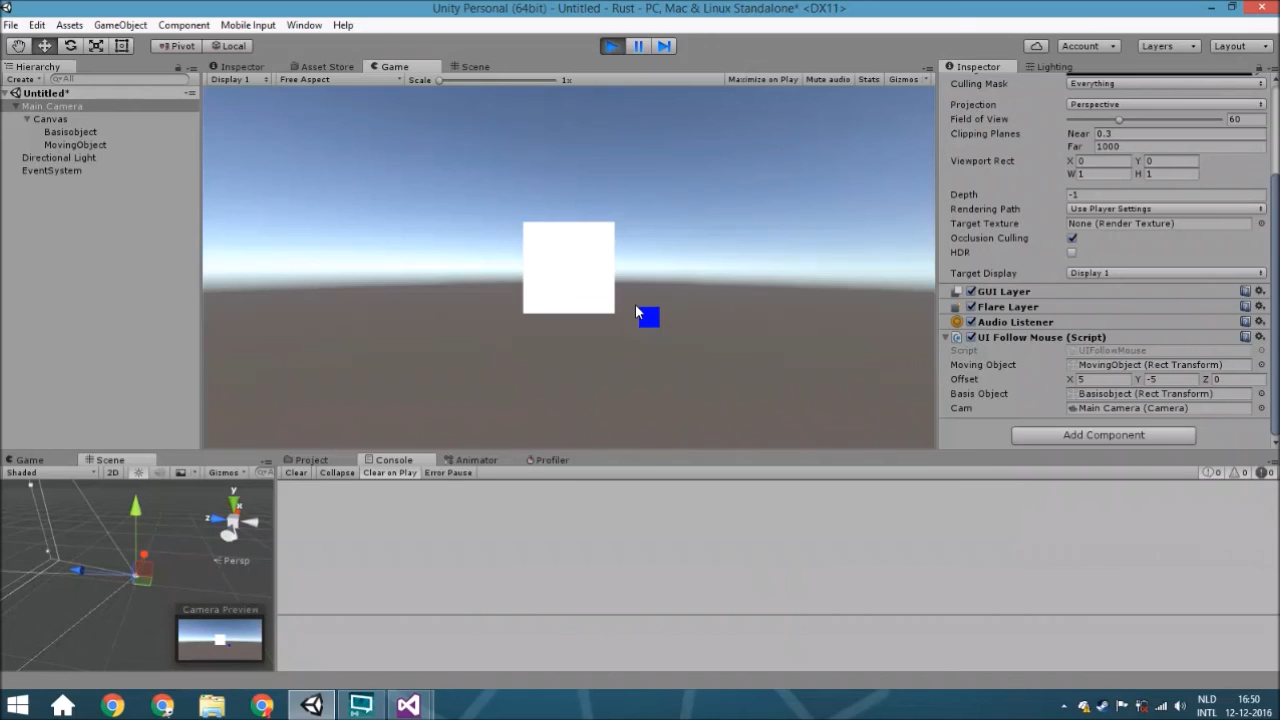 Unity Personal (64bit) - Untitled - Rust - PC, Mac & Linux Standalone* <DX11>
File Edit Assets GameObject Component Mobile Assets Window Help
Pivot Local Account Layers Layout
Hierarchy
Create All
Untitled*
Main Camera
Canvas
Basisobject
MovingObject
Directional Light
EventSystem
Inspector Asset Store Game Scene
Display 1 Free Aspect Scale 1x Maximize on Play Mute audio Stats Gizmos
Inspector Lighting
Culling Mask Everything
Projection Perspective
Field of View 60
Clipping Planes Near 0.3
Far 1000
Viewport Rect X 0 Y 0
W 1 H 1
Depth -1
Rendering Path Use Player Settings
Target Texture None (Render Texture)
Occlusion Culling
HDR
Target Display Display 1
GUI Layer
Flare Layer
Audio Listener
UI Follow Mouse (Script)
Script UIFollowMouse
Moving Object MovingObject (Rect Transform)
Offset X 5 Y -5 Z 0
Basis Object Basisobject (Rect Transform)
Cam Main Camera (Camera)
Add Component
Game Scene
Shaded 2D Gizmos
y
x
z
Persp
Camera Preview
Project Console Animator Profiler
Clear Collapse Clear on Play Error Pause 0 0 0
NLD 16:50
INTL 12-12-2016